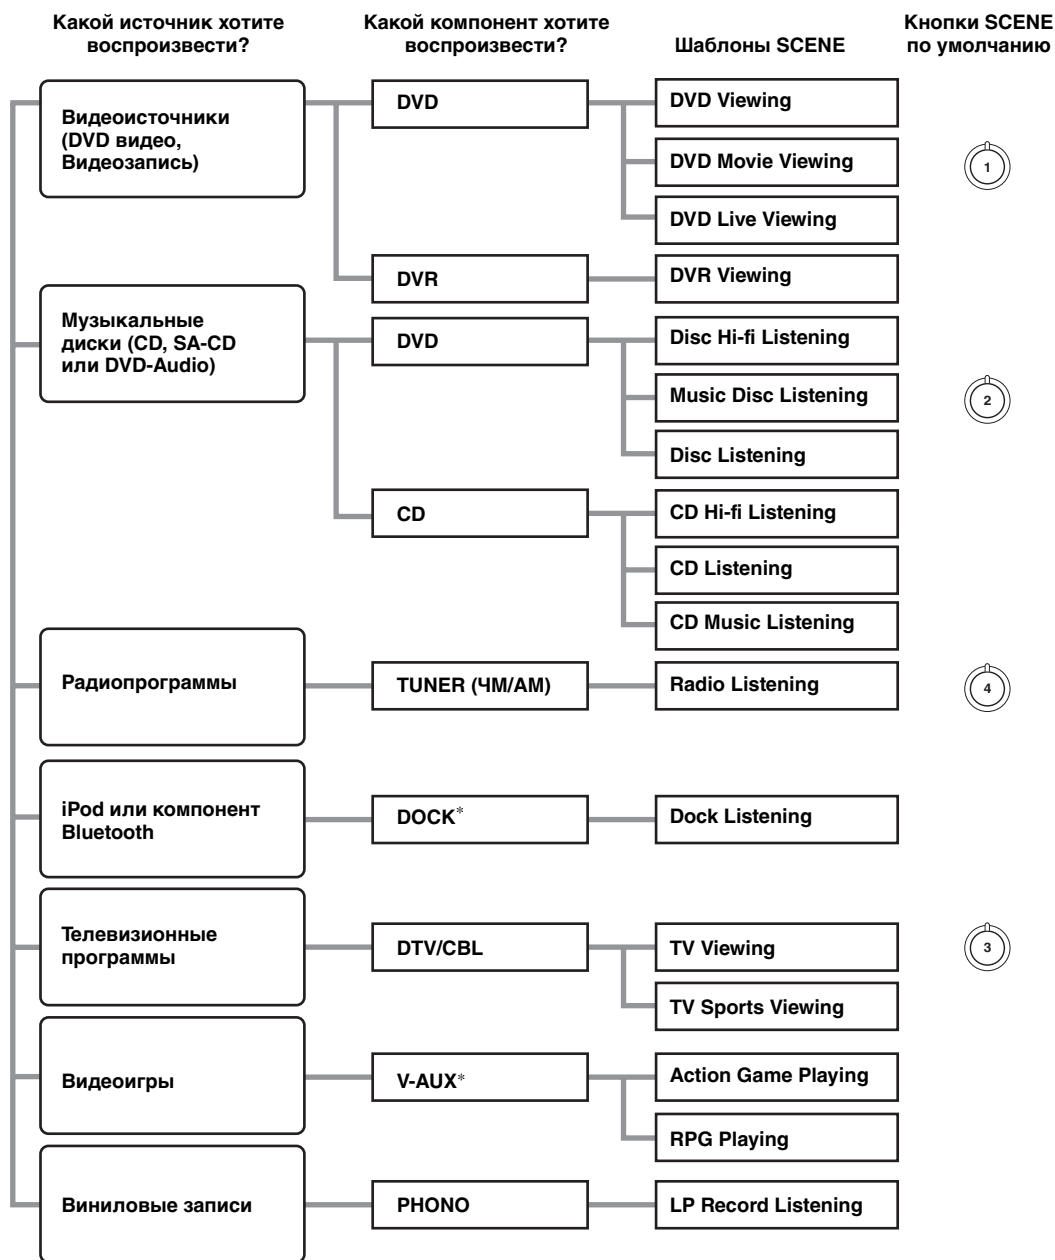 Какой источник хотите
воспроизвести?
Какой компонент хотите
воспроизвести?
Шаблоны SCENE
Кнопки SCENE
по умолчанию
Видеоисточники
(DVD видео,
Видеозапись)
DVD
DVD Viewing
DVD Movie Viewing
1
DVD Live Viewing
DVR
DVR Viewing
Музыкальные
диски (CD, SA-CD
или DVD-Audio)
DVD
Disc Hi-fi Listening
Music Disc Listening
2
Disc Listening
CD
CD Hi-fi Listening
CD Listening
CD Music Listening
Радиопрограммы
TUNER (ЧМ/AM)
Radio Listening
4
iPod или компонент
Bluetooth
DOCK*
Dock Listening
Телевизионные
программы
DTV/CBL
TV Viewing
3
TV Sports Viewing
Видеоигры
V-AUX*
Action Game Playing
RPG Playing
Виниловые записи
PHONO
LP Record Listening